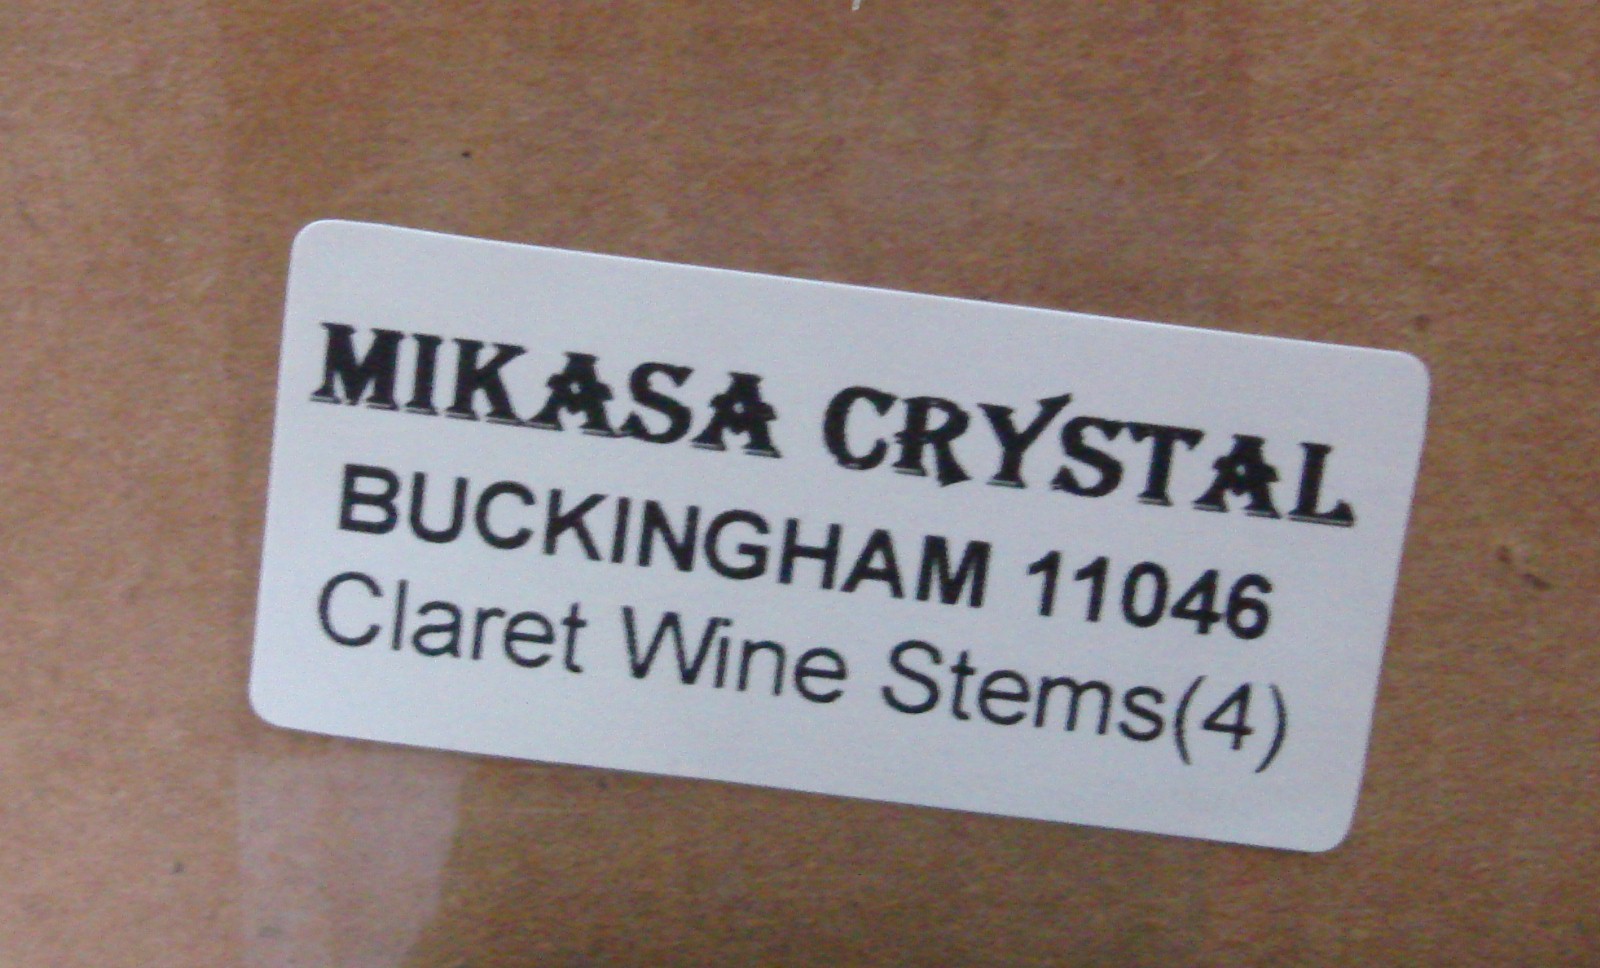 MIKASA CRYSTAL
BUCKINGHAM 11046
Claret Wine Stems(4)